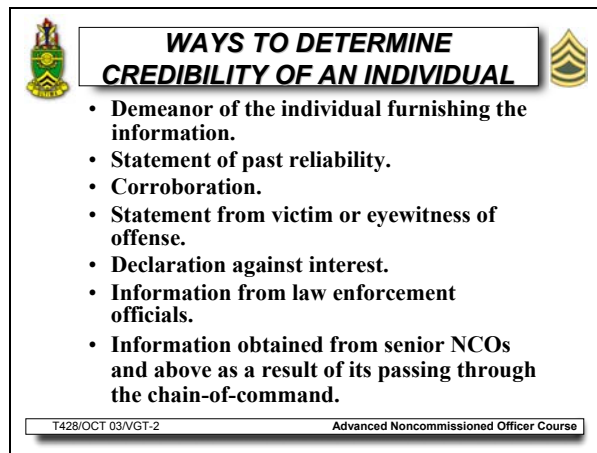 WAYS TO DETERMINE
CREDIBILITY OF AN INDIVIDUAL
• Demeanor of the individual furnishing the
information.
• Statement of past reliability.
• Corroboration.
• Statement from victim or eyewitness of
offense.
• Declaration against interest.
• Information from law enforcement
officials.
• Information obtained from senior NCOs
and above as a result of its passing through
the chain-of-command.
T428/OCT 03/VGT-2 Advanced Noncommissioned Officer Course